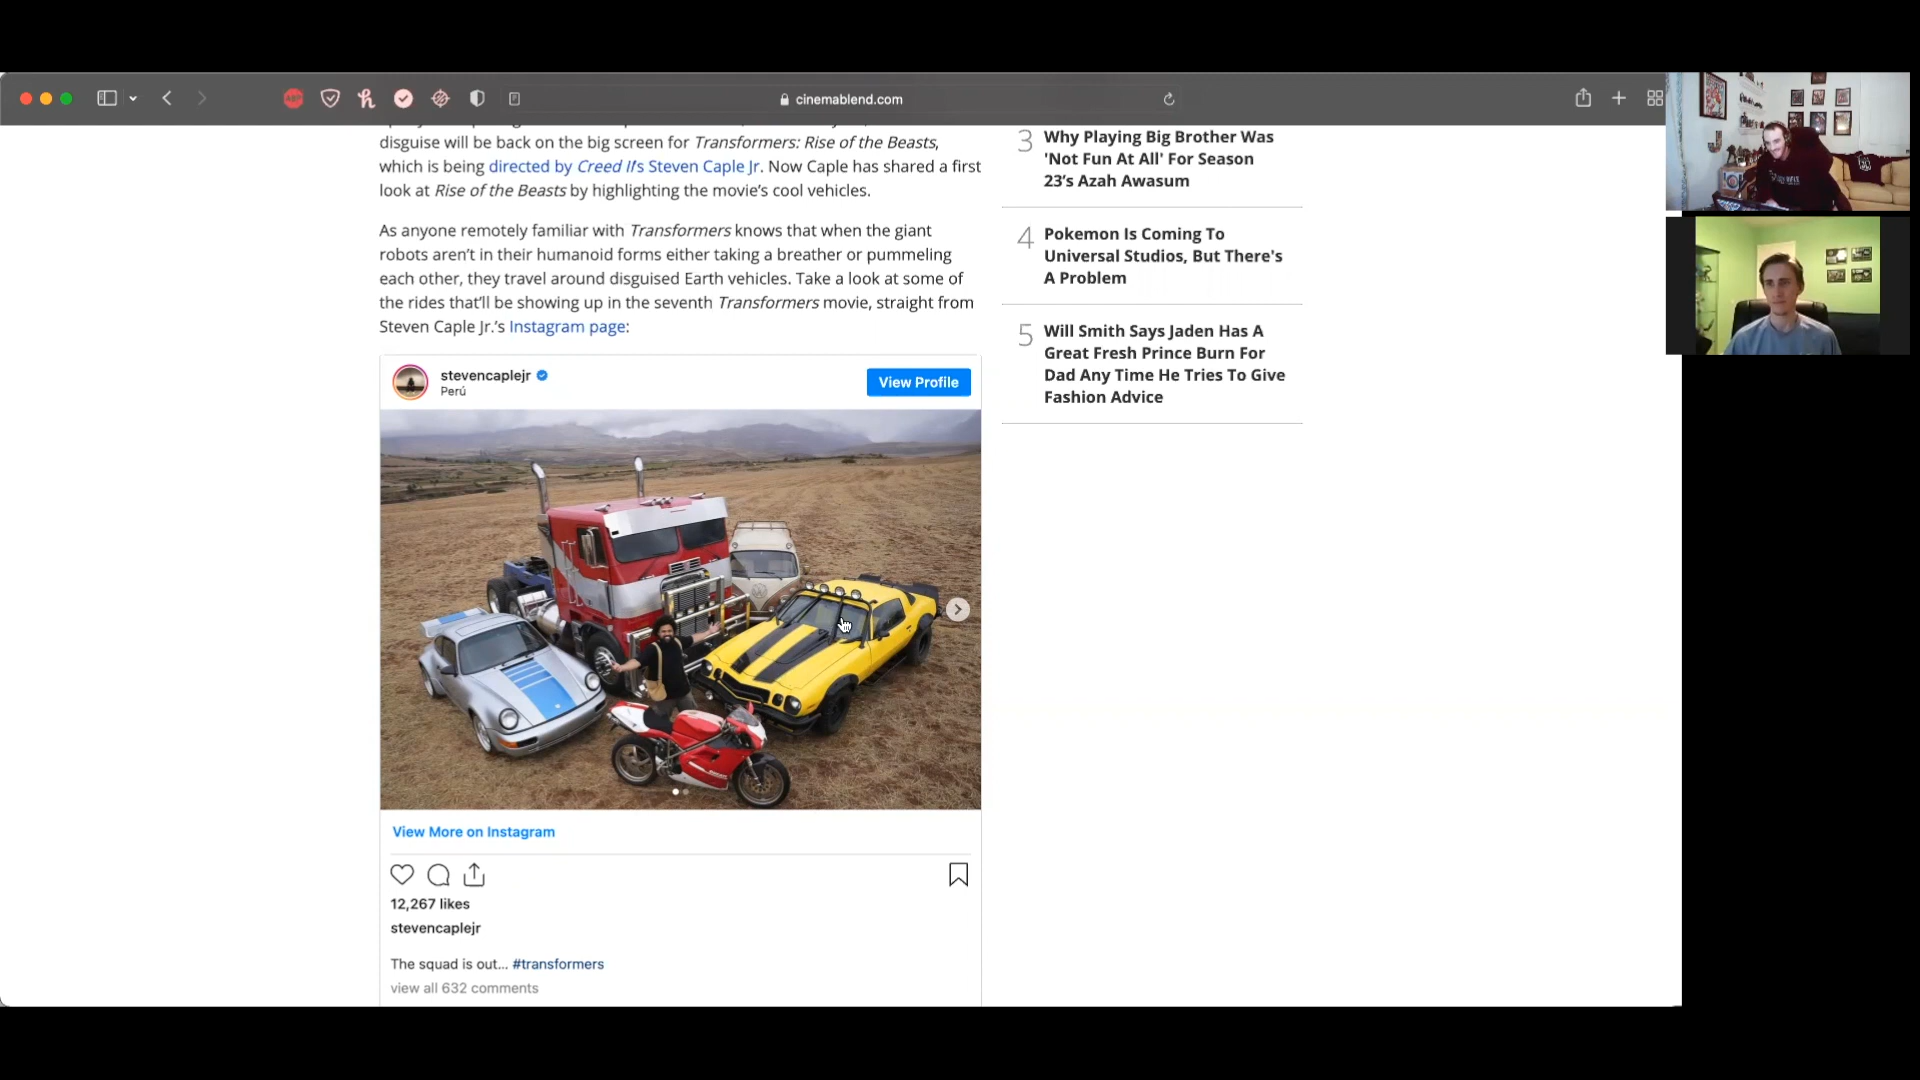 cinemablend.com
disguise will be back on the big screen for Transformers: Rise of the Beasts,
which is being directed by Creed II's Steven Caple Jr. Now Caple has shared a first
look at Rise of the Beasts by highlighting the movie's cool vehicles.
As anyone remotely familiar with Transformers knows that when the giant
robots aren't in their humanoid forms either taking a breather or pummeling
each other, they travel around disguised Earth vehicles. Take a look at some of
the rides that'll be showing up in the seventh Transformers movie, straight from
Steven Caple Jr.'s Instagram page:
stevencaplejr
Perú
View Profile
View More on Instagram
12,267 likes
stevencaplejr
The squad is out... #transformers
view all 632 comments
3 Why Playing Big Brother Was
'Not Fun At All' For Season
23's Azah Awasum
4 Pokemon Is Coming To
Universal Studios, But There's
A Problem
5 Will Smith Says Jaden Has A
Great Fresh Prince Burn For
Dad Any Time He Tries To Give
Fashion Advice